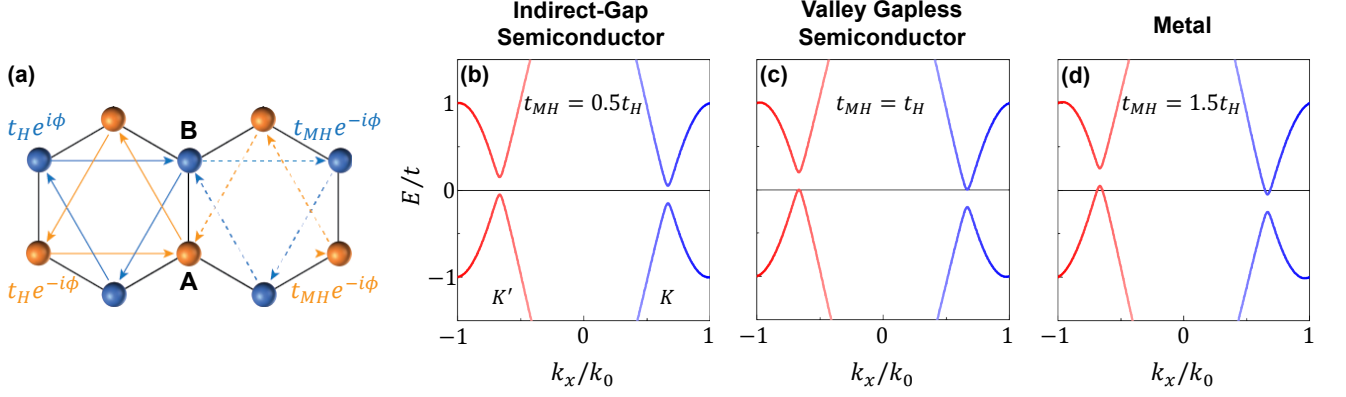 Indirect-Gap
Semiconductor
Valley Gapless
Semiconductor
Metal
(a)
B
A
t_H e^{iϕ}
t_{MH} e^{-iϕ}
t_H e^{-iϕ}
t_{MH} e^{-iϕ}
(b)
t_{MH} = 0.5t_H
E/t
1
0
−1
K′
K
−1
0
1
k_x/k_0
(c)
t_{MH} = t_H
−1
0
1
k_x/k_0
(d)
t_{MH} = 1.5t_H
−1
0
1
k_x/k_0